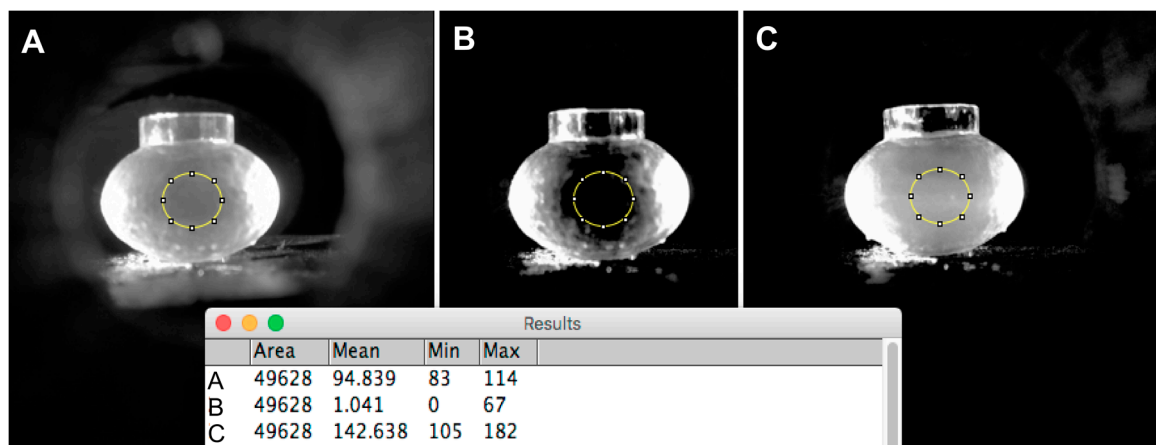 A
B
C
Results
Area Mean Min Max
A 49628 94.839 83 114
B 49628 1.041 0 67
C 49628 142.638 105 182